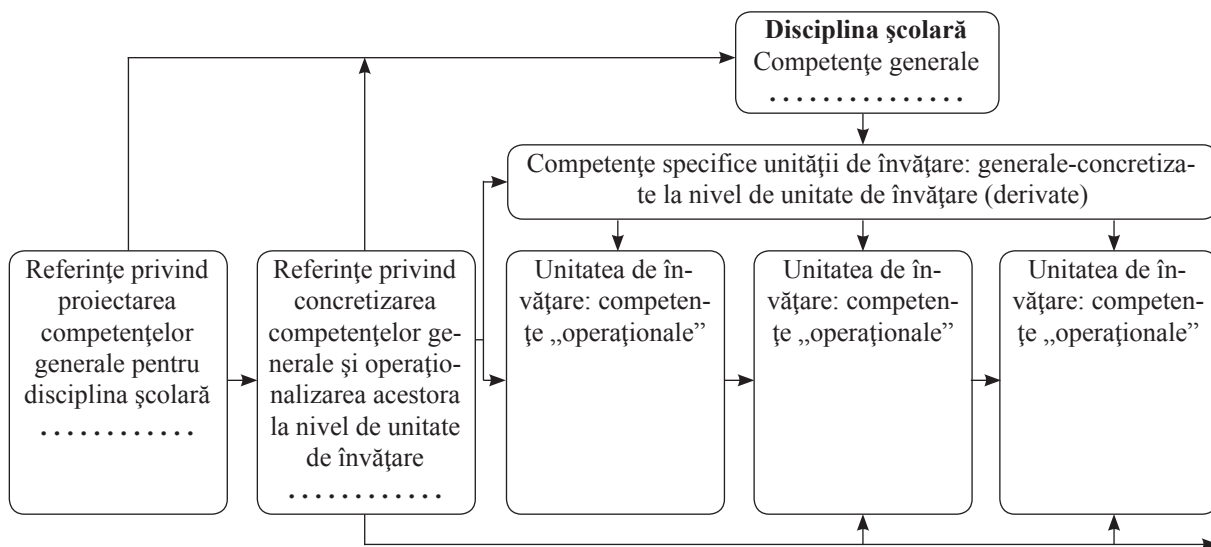 Disciplina şcolară
Competenţe generale
. . . . . . . . . . . . . . .
Competenţe specifice unităţii de învăţare: generale-concretiza-
te la nivel de unitate de învăţare (derivate)
Referinţe privind
proiectarea
competenţelor
generale pentru
disciplina şcolară
. . . . . . . . . . . .
Referinţe privind
concretizarea
competenţelor ge-
nerale şi operaţio-
nalizarea acestora
la nivel de unitate
de învăţare
. . . . . . . . . . . .
Unitatea de în-
văţare: competen-
ţe „operaţionale”
Unitatea de în-
văţare: competen-
ţe „operaţionale”
Unitatea de în-
văţare: competen-
ţe „operaţionale”